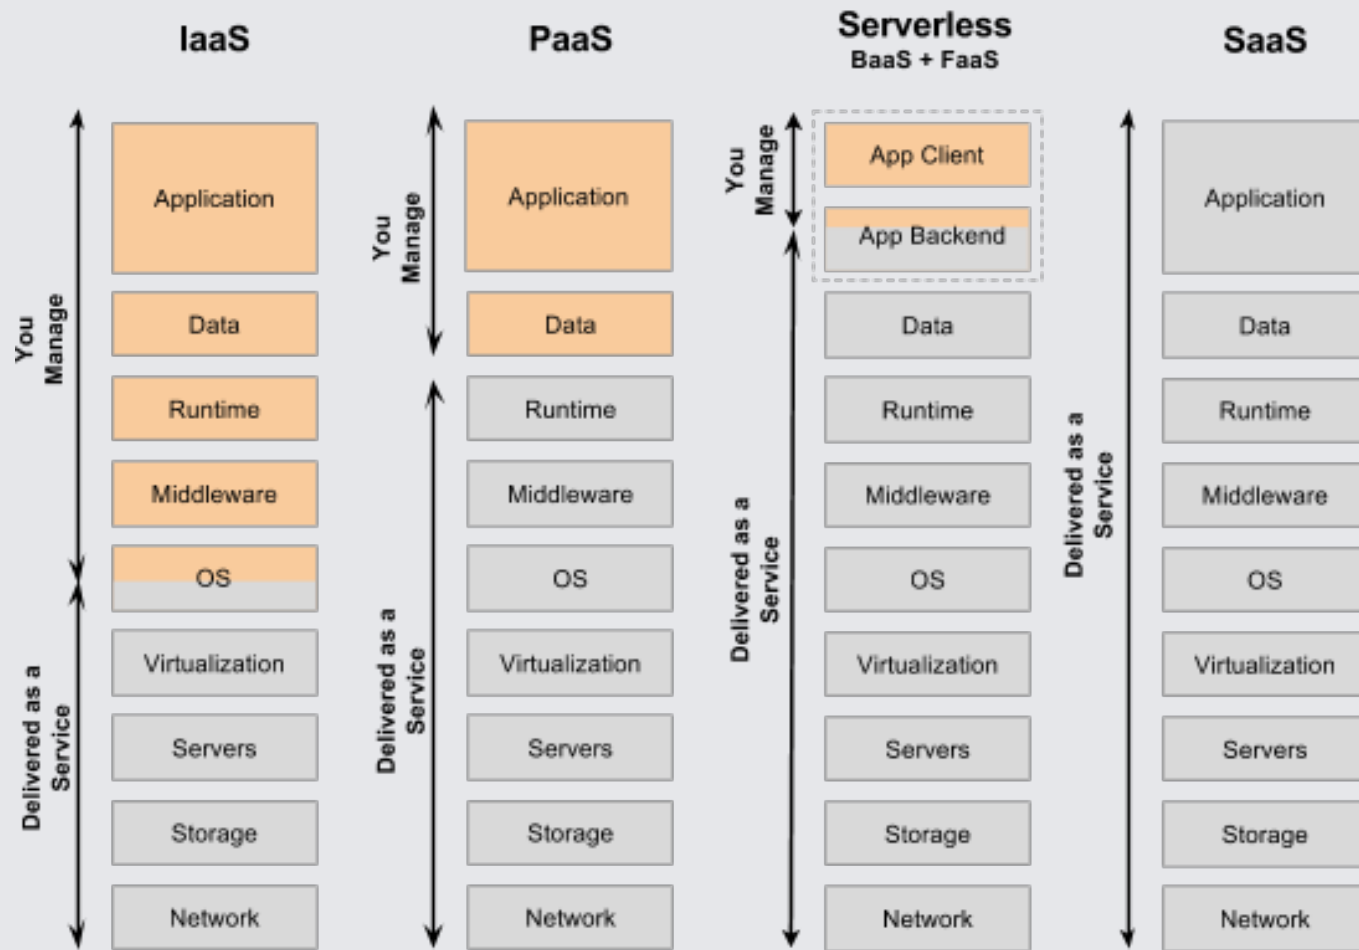 IaaS
You
Manage
Delivered as a
Service
Application
Data
Runtime
Middleware
OS
Virtualization
Servers
Storage
Network
PaaS
You
Manage
Delivered as a
Service
Application
Data
Runtime
Middleware
OS
Virtualization
Servers
Storage
Network
Serverless
BaaS + FaaS
You
Manage
Delivered as a
Service
App Client
App Backend
Data
Runtime
Middleware
OS
Virtualization
Servers
Storage
Network
SaaS
Delivered as a
Service
Application
Data
Runtime
Middleware
OS
Virtualization
Servers
Storage
Network